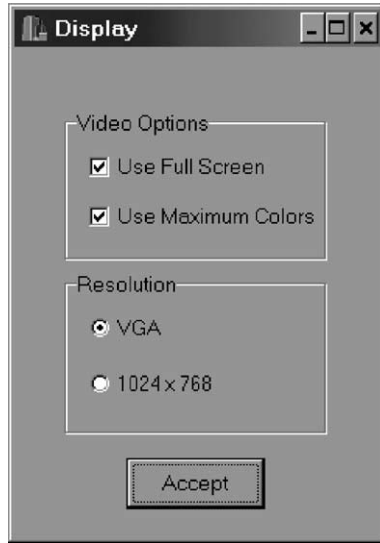 Display
Video Options
Use Full Screen
Use Maximum Colors
Resolution
VGA
1024 x 768
Accept